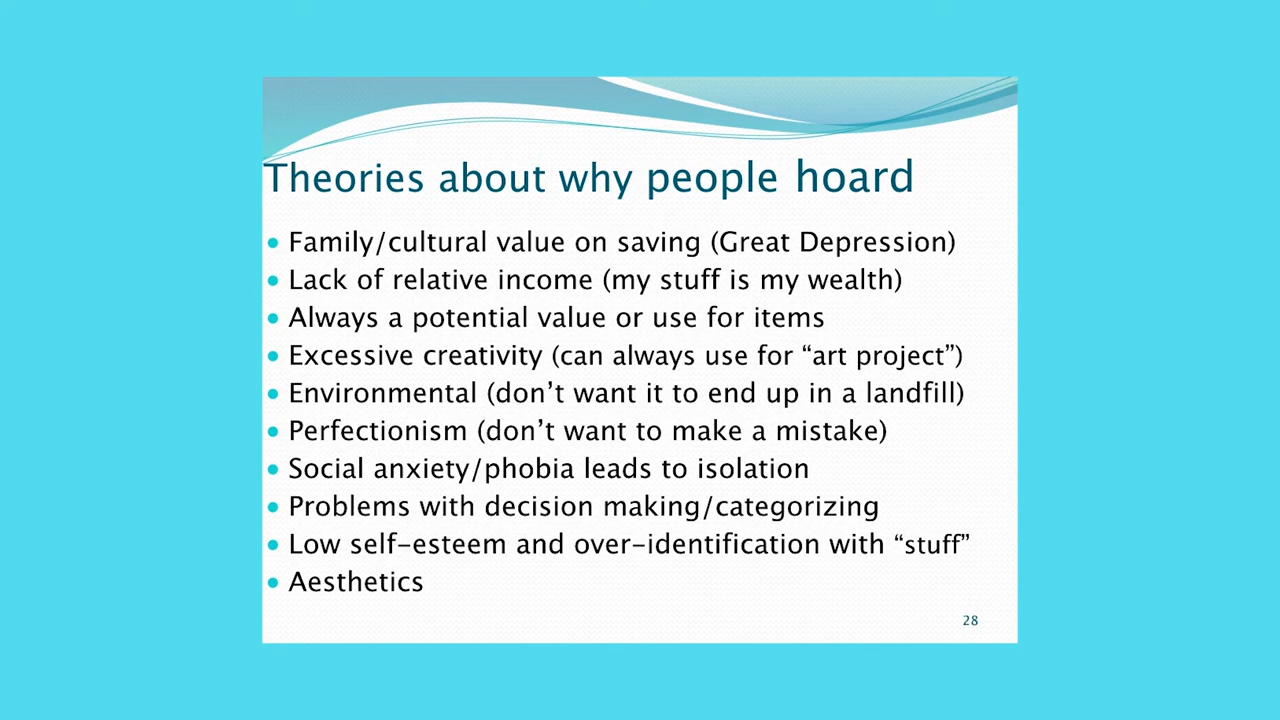 Theories about why people hoard
• Family/cultural value on saving (Great Depression)
• Lack of relative income (my stuff is my wealth)
• Always a potential value or use for items
• Excessive creativity (can always use for “art project”)
• Environmental (don’t want it to end up in a landfill)
• Perfectionism (don’t want to make a mistake)
• Social anxiety/phobia leads to isolation
• Problems with decision making/categorizing
• Low self-esteem and over-identification with “stuff”
• Aesthetics
28